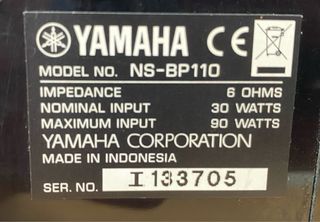 YAMAHA CE
MODEL NO. NS-BP110
IMPEDANCE 6 OHMS
NOMINAL INPUT 30 WATTS
MAXIMUM INPUT 90 WATTS
YAMAHA CORPORATION
MADE IN INDONESIA
SER. NO. I 133705